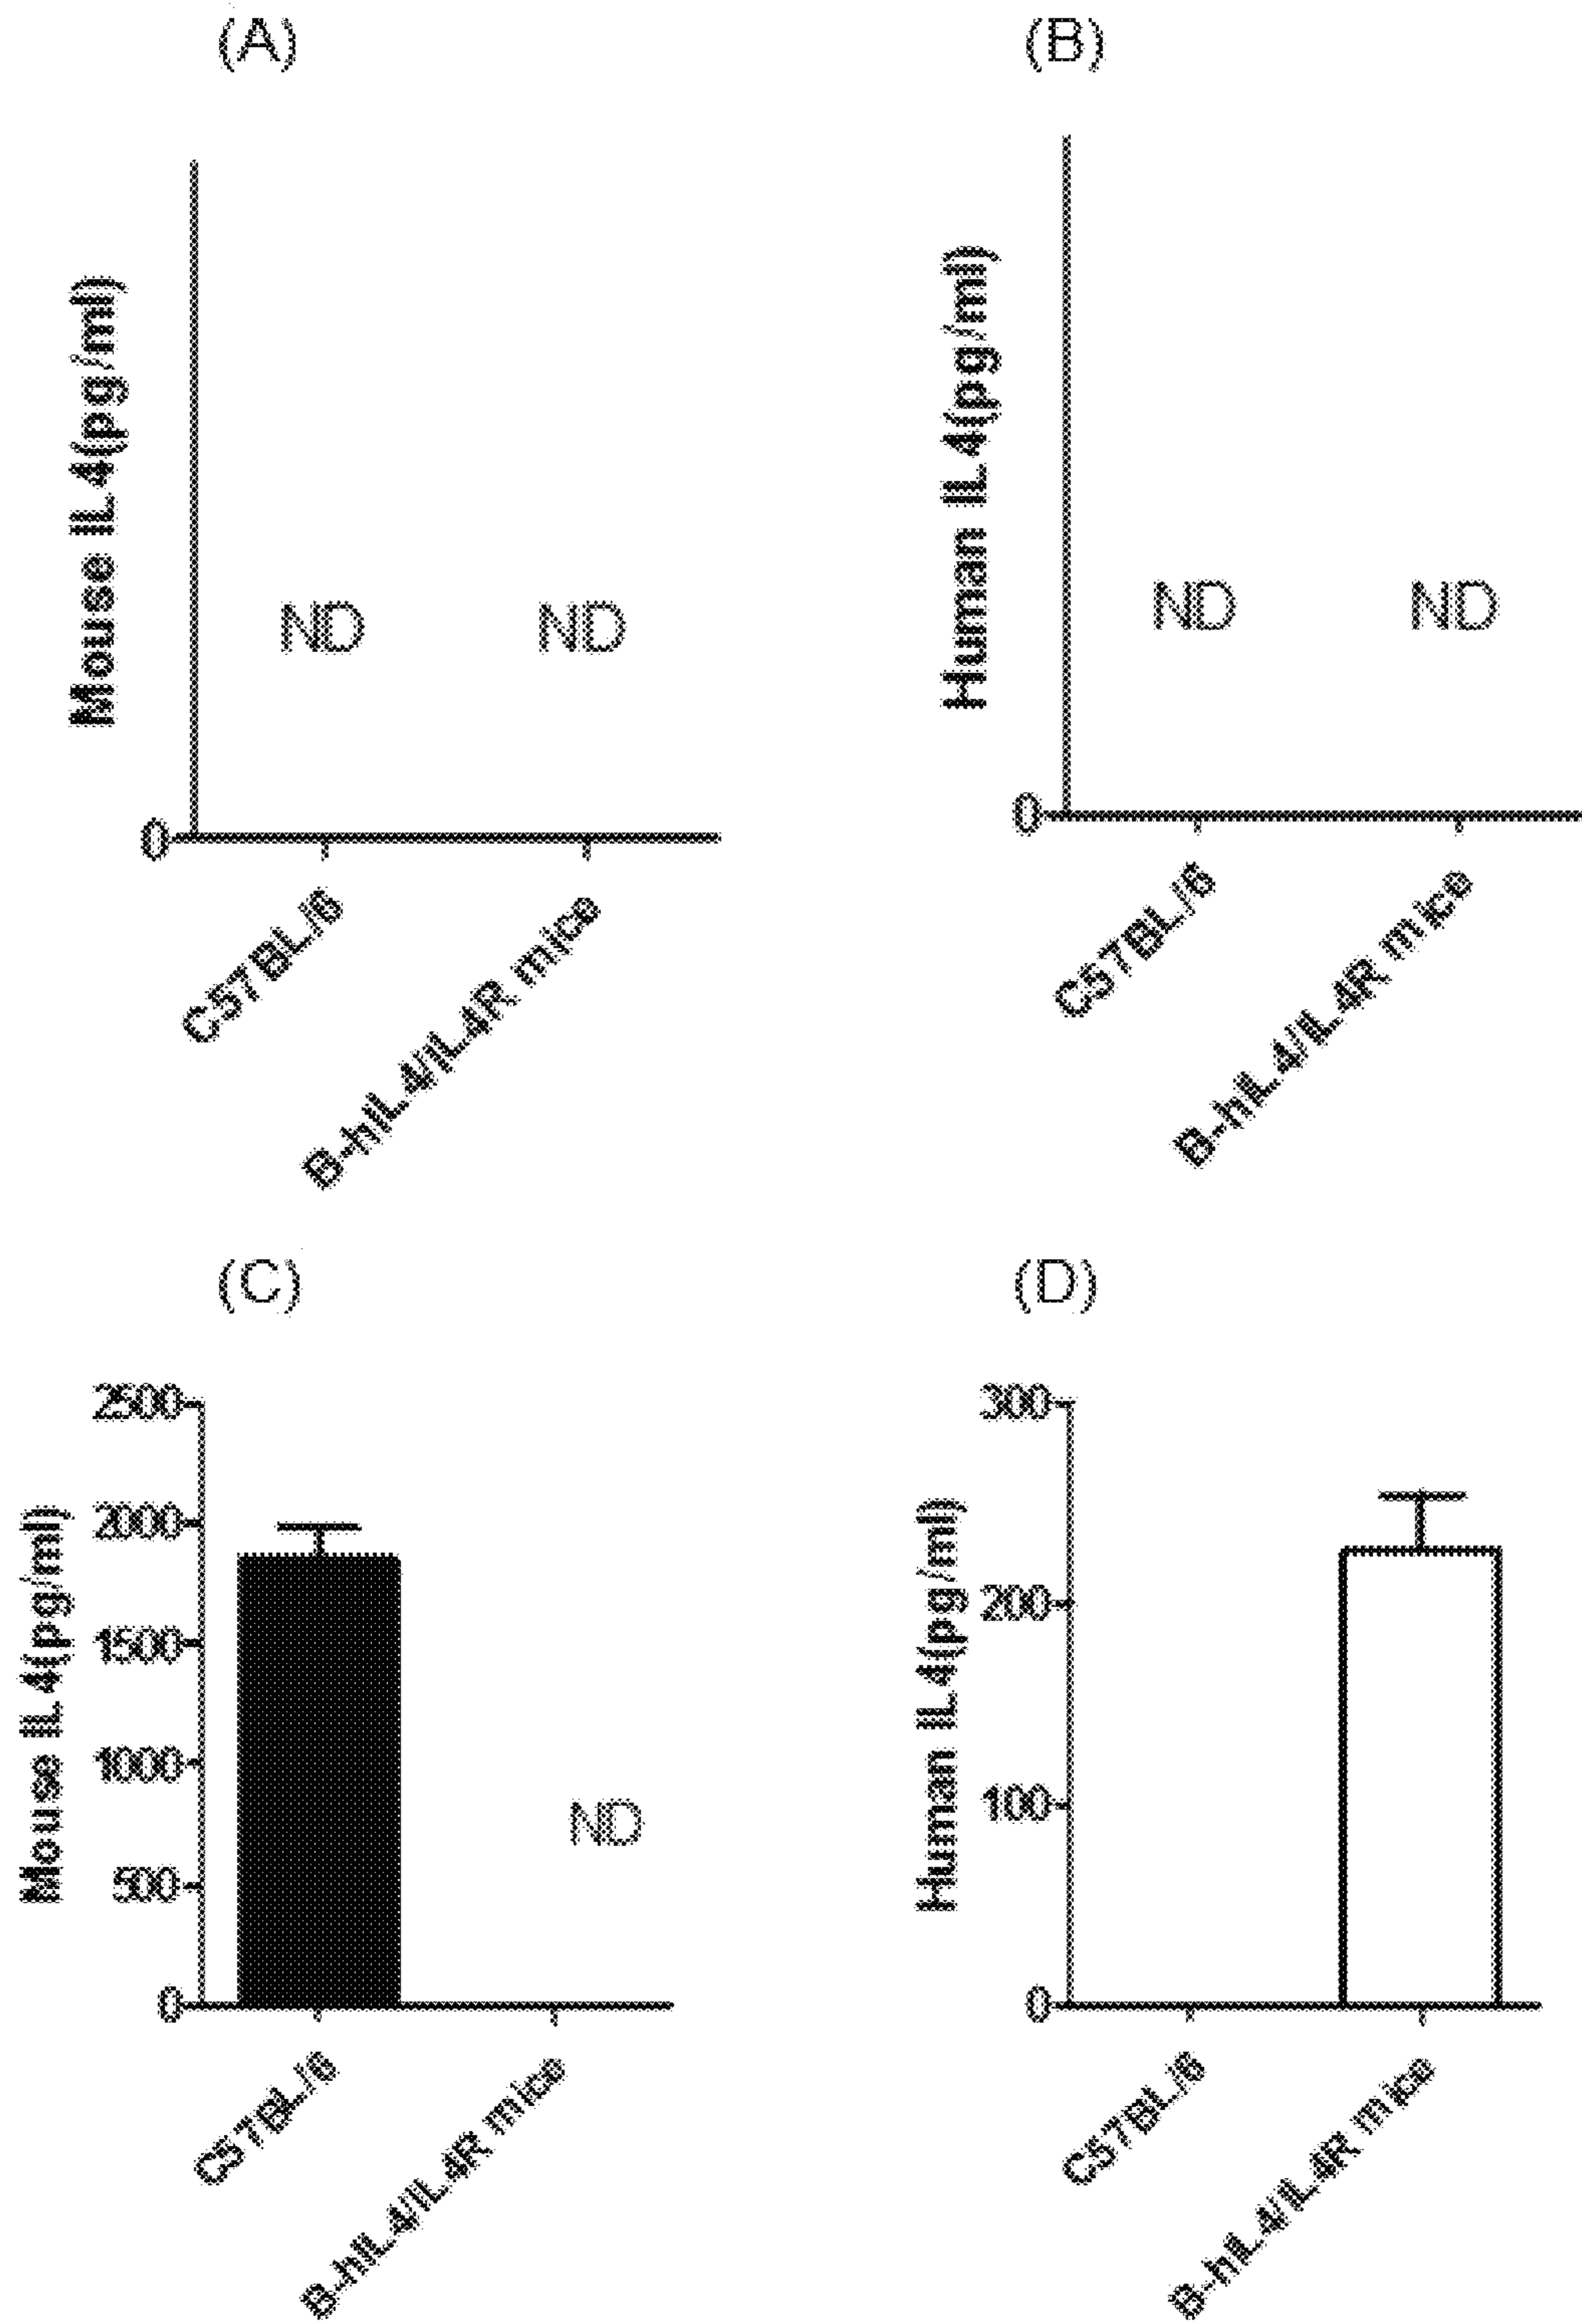 (A)
Mouse IL4(pg/ml)
ND
ND
0
C57BL/6
B-hIL4/IL4R mice
(B)
Human IL4(pg/ml)
ND
ND
0
C57BL/6
B-hIL4/IL4R mice
(C)
Mouse IL4(pg/ml)
2500
2000
1500
1000
500
0
ND
C57BL/6
B-hIL4/IL4R mice
(D)
Human IL4(pg/ml)
300
200
100
0
C57BL/6
B-hIL4/IL4R mice